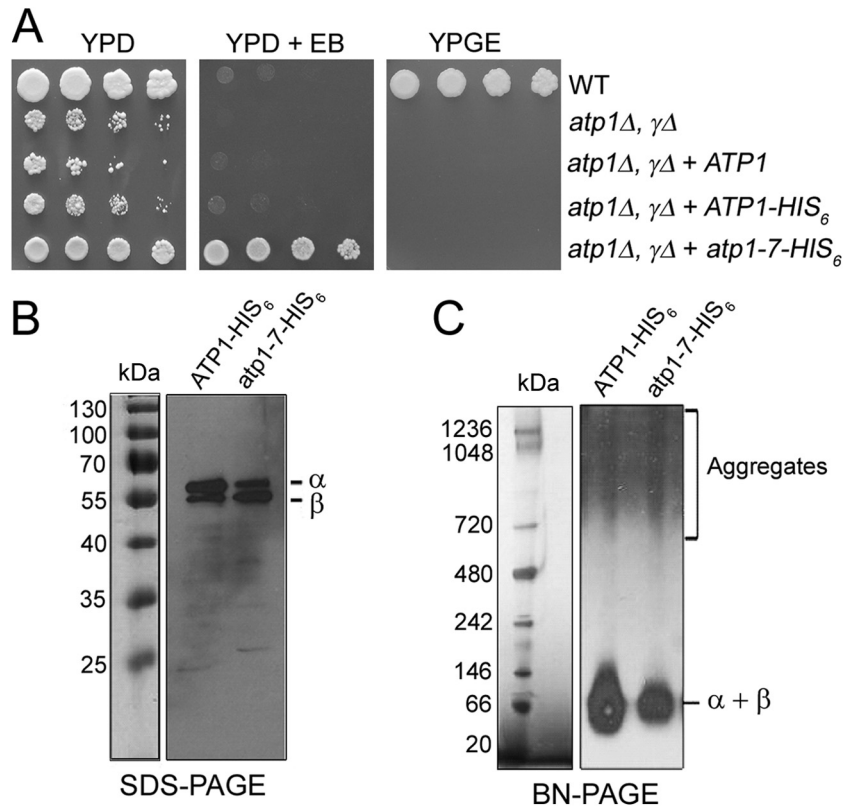 A
YPD YPD + EB YPGE
WT
atp1Δ, γΔ
atp1Δ, γΔ + ATP1
atp1Δ, γΔ + ATP1-HIS6
atp1Δ, γΔ + atp1-7-HIS6
B
kDa ATP1-HIS6 atp1-7-HIS6
130
100
70
55
40
35
25
α
β
SDS-PAGE
C
kDa ATP1-HIS6 atp1-7-HIS6
1236
1048
720
480
242
146
66
20
Aggregates
α + β
BN-PAGE